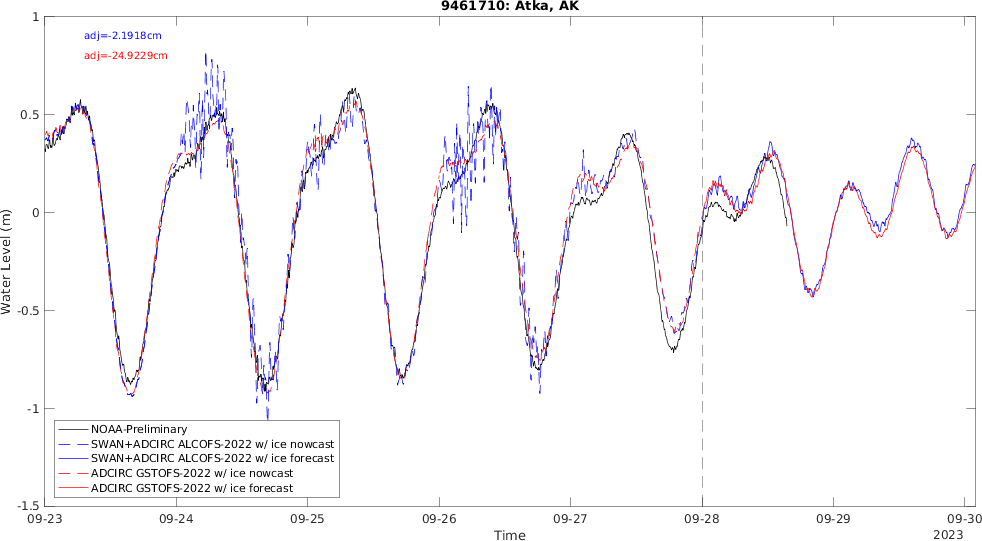 9461710: Atka, AK
adj=-2.1918cm
adj=-24.9229cm
1
0.5
0
-0.5
-1
-1.5
Water Level (m)
NOAA-Preliminary
SWAN+ADCIRC ALCOFS-2022 w/ ice nowcast
SWAN+ADCIRC ALCOFS-2022 w/ ice forecast
ADCIRC GSTOFS-2022 w/ ice nowcast
ADCIRC GSTOFS-2022 w/ ice forecast
09-23 09-24 09-25 09-26 09-27 09-28 09-29 09-30
Time
2023